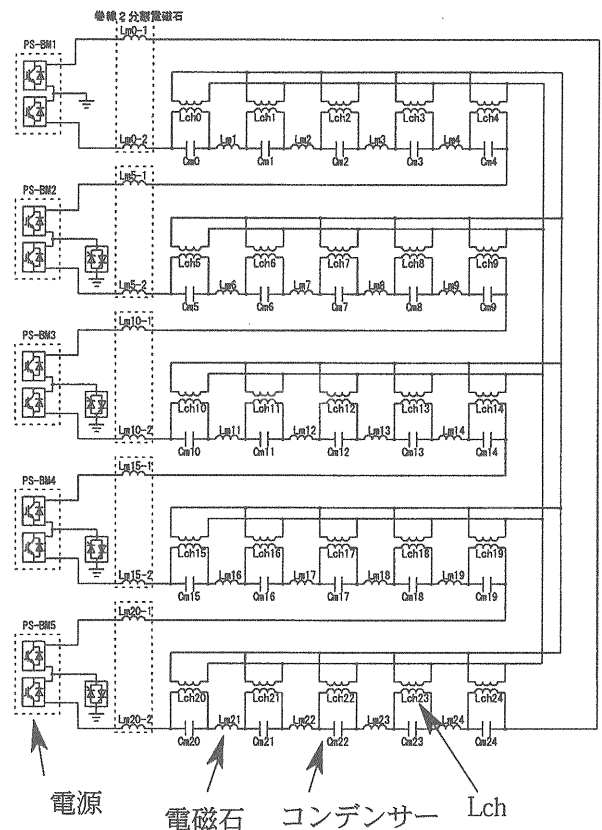 巻線２分割電磁石
PS-BM1
Lm0-1
Lch0 Lch1 Lch2 Lch3 Lch4
Lm0-2 Lm1 Lm2 Lm3 Lm4
Cm0 Cm1 Cm2 Cm3 Cm4
Lm5-1
PS-BM2
Lch5 Lch6 Lch7 Lch8 Lch9
Lm5-2 Lm6 Lm7 Lm8 Lm9
Cm5 Cm6 Cm7 Cm8 Cm9
Lm10-1
PS-BM3
Lch10 Lch11 Lch12 Lch13 Lch14
Lm10-2 Lm11 Lm12 Lm13 Lm14
Cm10 Cm11 Cm12 Cm13 Cm14
Lm15-1
PS-BM4
Lch15 Lch16 Lch17 Lch18 Lch19
Lm15-2 Lm16 Lm17 Lm18 Lm19
Cm15 Cm16 Cm17 Cm18 Cm19
Lm20-1
PS-BM5
Lch20 Lch21 Lch22 Lch23 Lch24
Lm20-2 Lm21 Lm22 Lm23 Lm24
Cm20 Cm21 Cm22 Cm23 Cm24
電源 電磁石 コンデンサー Lch